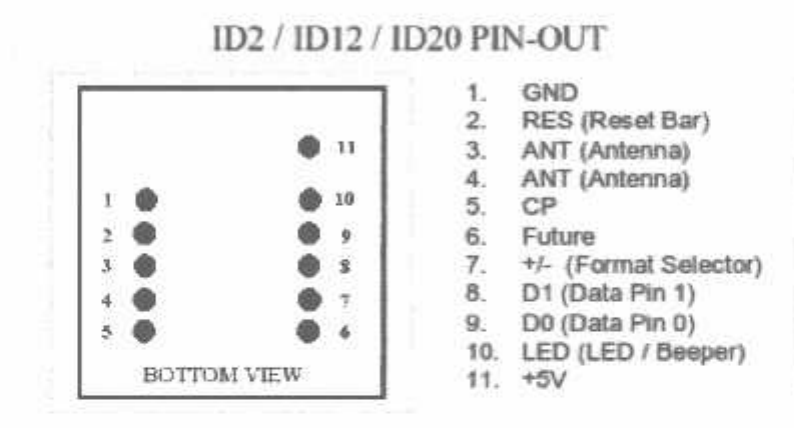 ID2 / ID12 / ID20 PIN-OUT
11
1 10
2 9
3 8
4 7
5 6
BOTTOM VIEW
1. GND
2. RES (Reset Bar)
3. ANT (Antenna)
4. ANT (Antenna)
5. CP
6. Future
7. +/- (Format Selector)
8. D1 (Data Pin 1)
9. D0 (Data Pin 0)
10. LED (LED / Beeper)
11. +5V